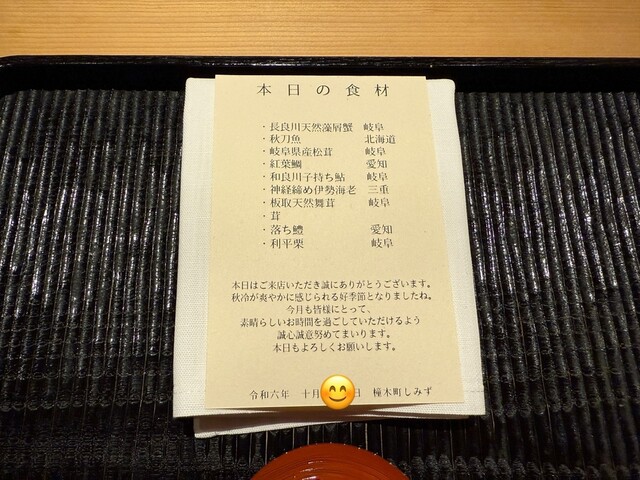 本日の食材
・長良川天然藻屑蟹 岐阜
・秋刀魚 北海道
・岐阜県産松茸 岐阜
・紅葉鯛 愛知
・和良川子持ち鮎 岐阜
・神経締め伊勢海老 三重
・板取天然舞茸 岐阜
・茸
・落ち鱧 愛知
・利平栗 岐阜
本日はご来店いただき誠にありがとうございます。
秋冷が爽やかに感じられる好季節となりましたね。
今月も皆様にとって、
素晴らしいお時間を過ごしていただけるよう
誠心誠意努めてまいります。
本日もよろしくお願いします。
令和六年 十月 日 橦木町しみず